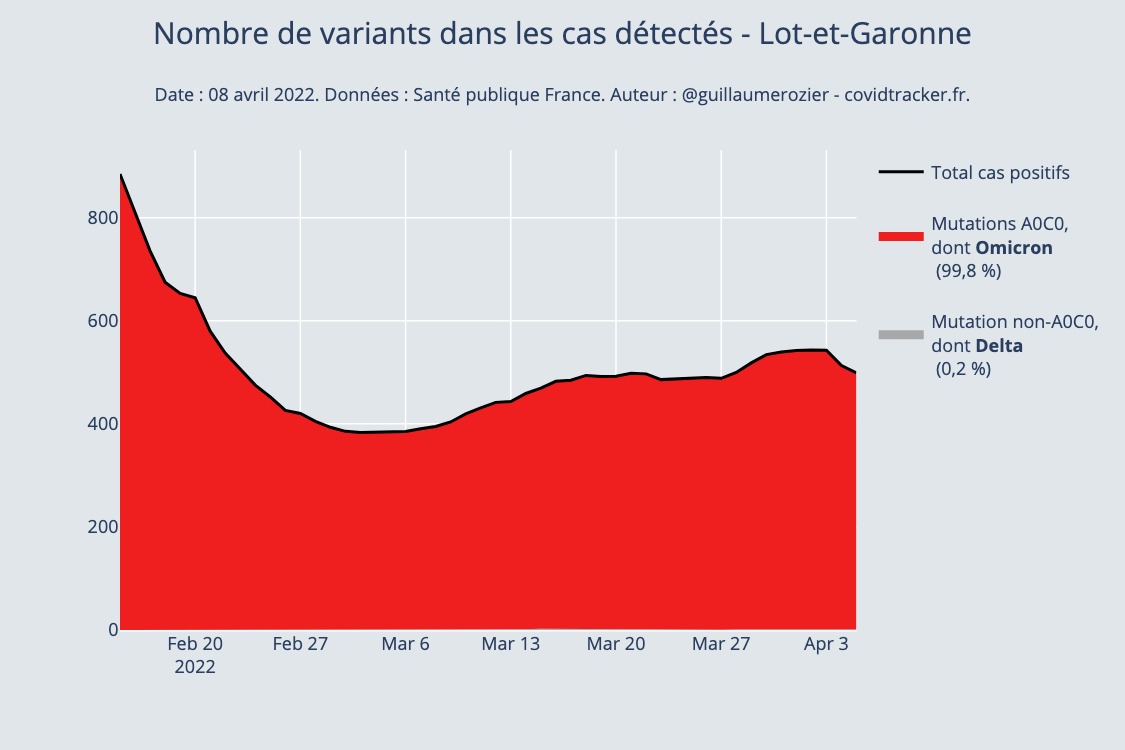 Nombre de variants dans les cas détectés - Lot-et-Garonne
Date : 08 avril 2022. Données : Santé publique France. Auteur : @guillaumerozier - covidtracker.fr.
Total cas positifs
Mutations A0C0,
dont Omicron
(99,8 %)
Mutation non-A0C0,
dont Delta
(0,2 %)
800
600
400
200
0
Feb 20
2022
Feb 27
Mar 6
Mar 13
Mar 20
Mar 27
Apr 3